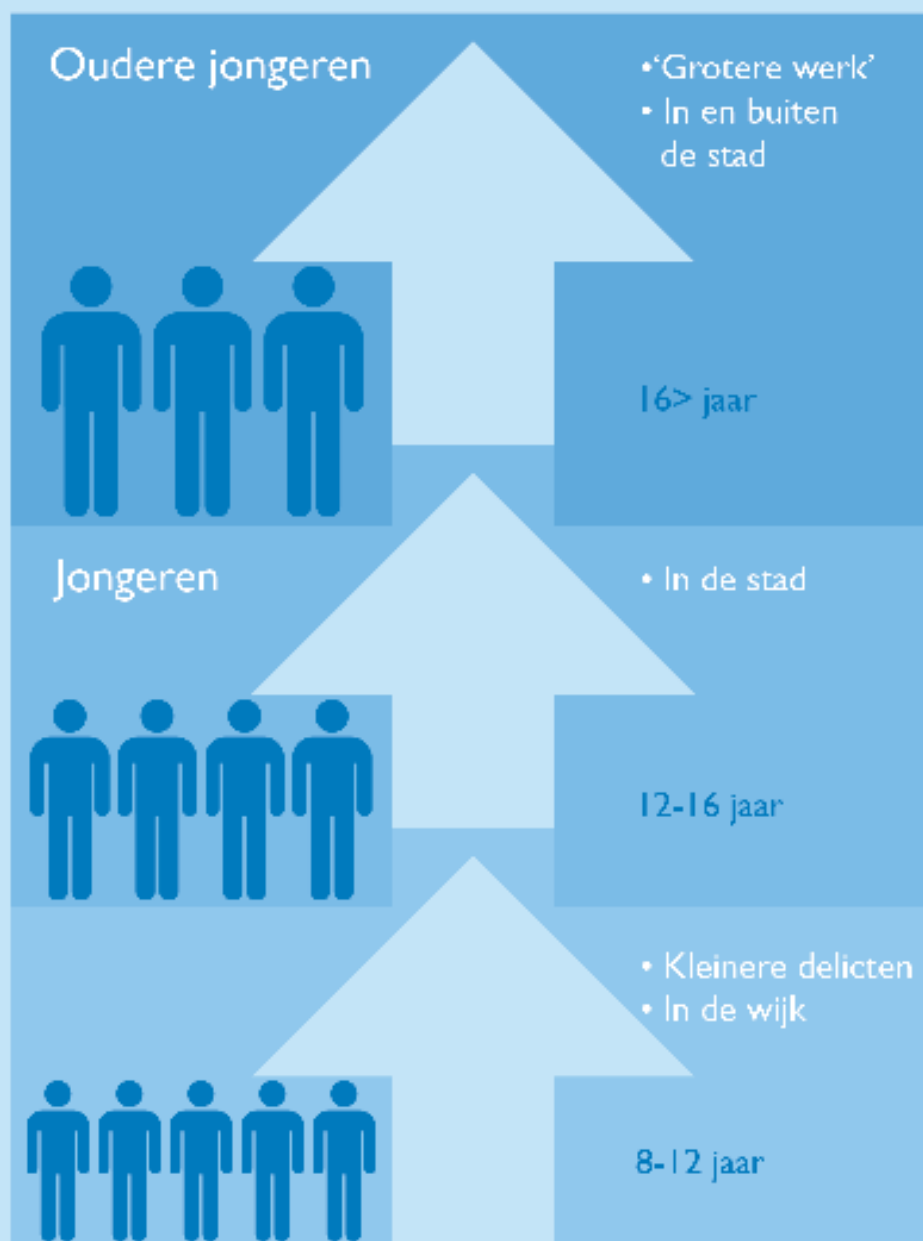 Oudere jongeren
•‘Grotere werk’
• In en buiten
de stad
16> jaar
Jongeren
• In de stad
12-16 jaar
• Kleinere delicten
• In de wijk
8-12 jaar